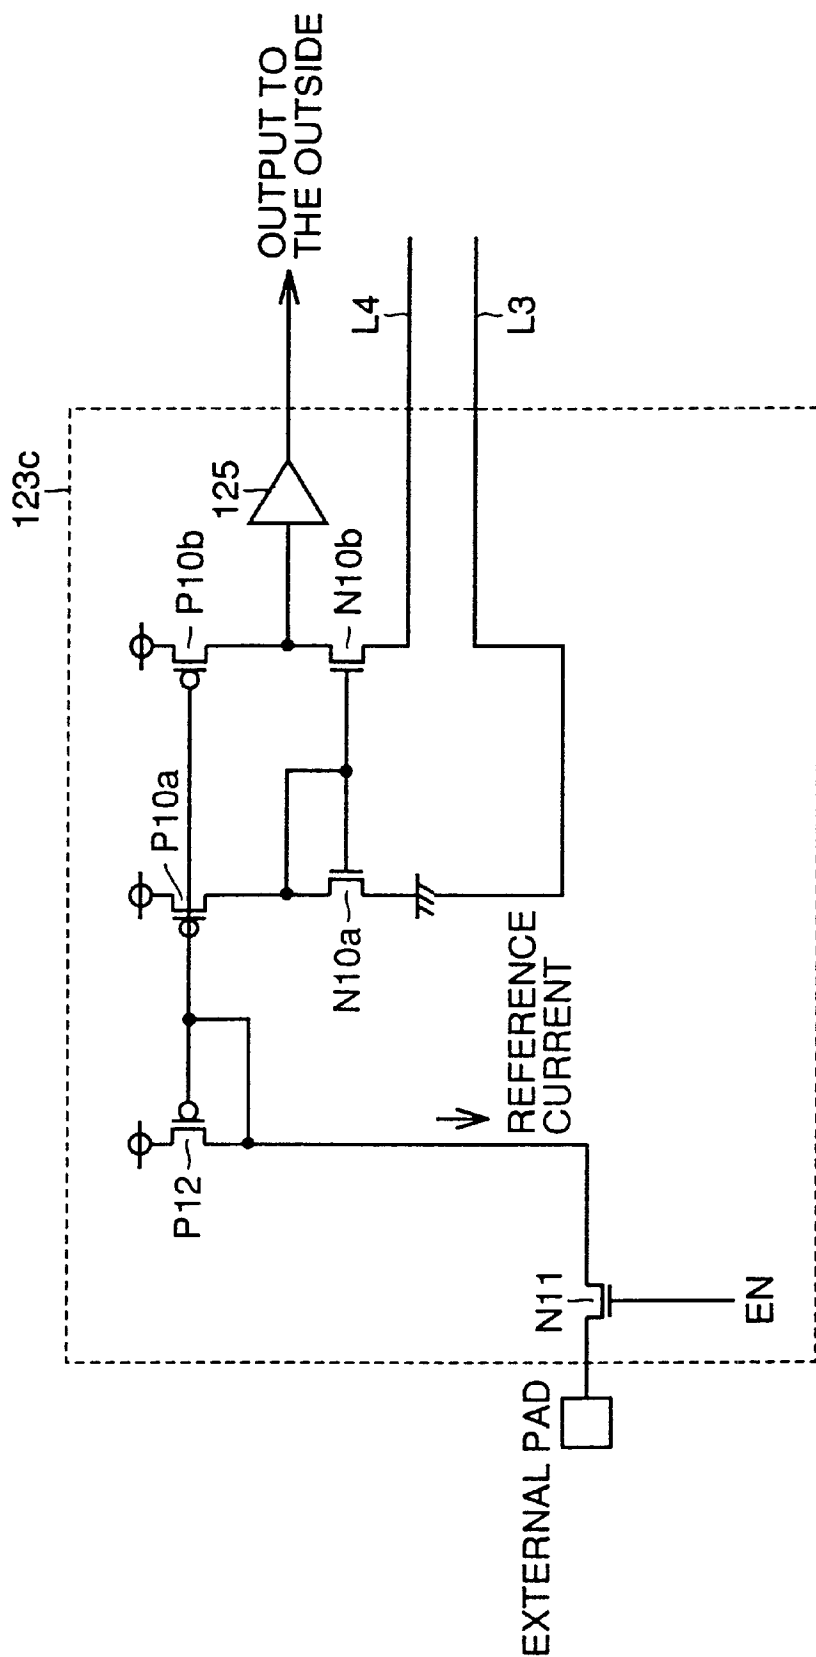 123c
OUTPUT TO
THE OUTSIDE
125
P10b
P10a
P12
N10b
N10a
L4
L3
REFERENCE
CURRENT
N11
EN
EXTERNAL PAD